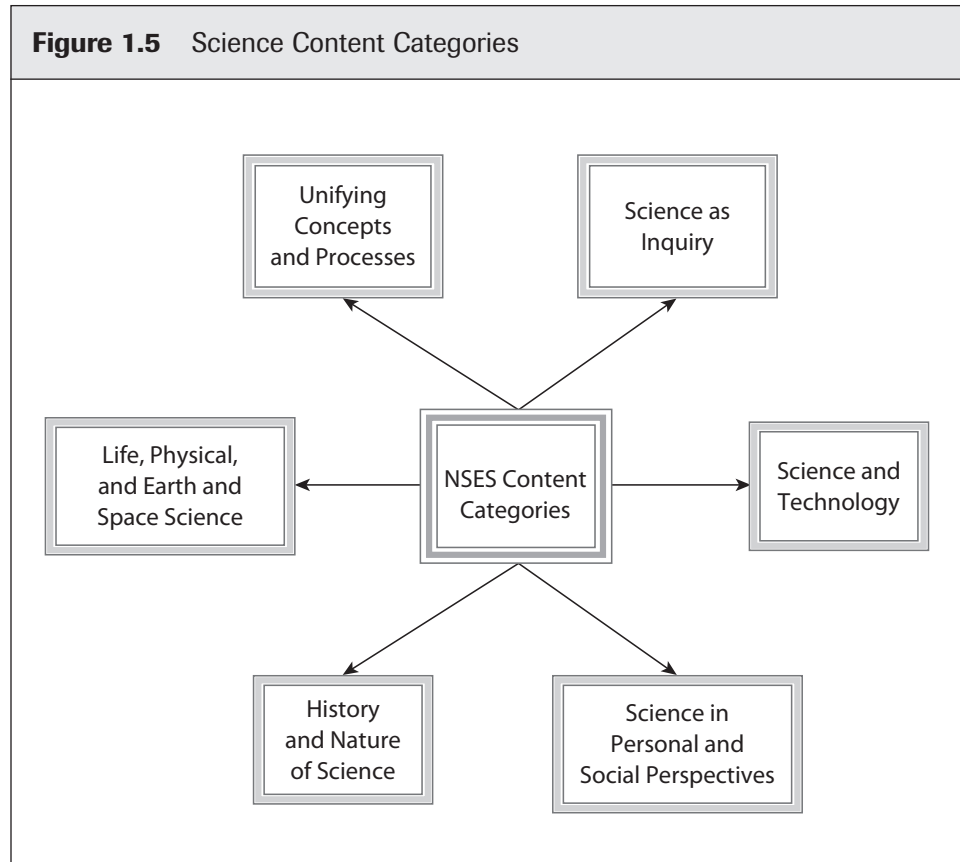 Figure 1.5 Science Content Categories
Unifying
Concepts
and Processes
Science as
Inquiry
Life, Physical,
and Earth and
Space Science
NSES Content
Categories
Science and
Technology
History
and Nature
of Science
Science in
Personal and
Social Perspectives